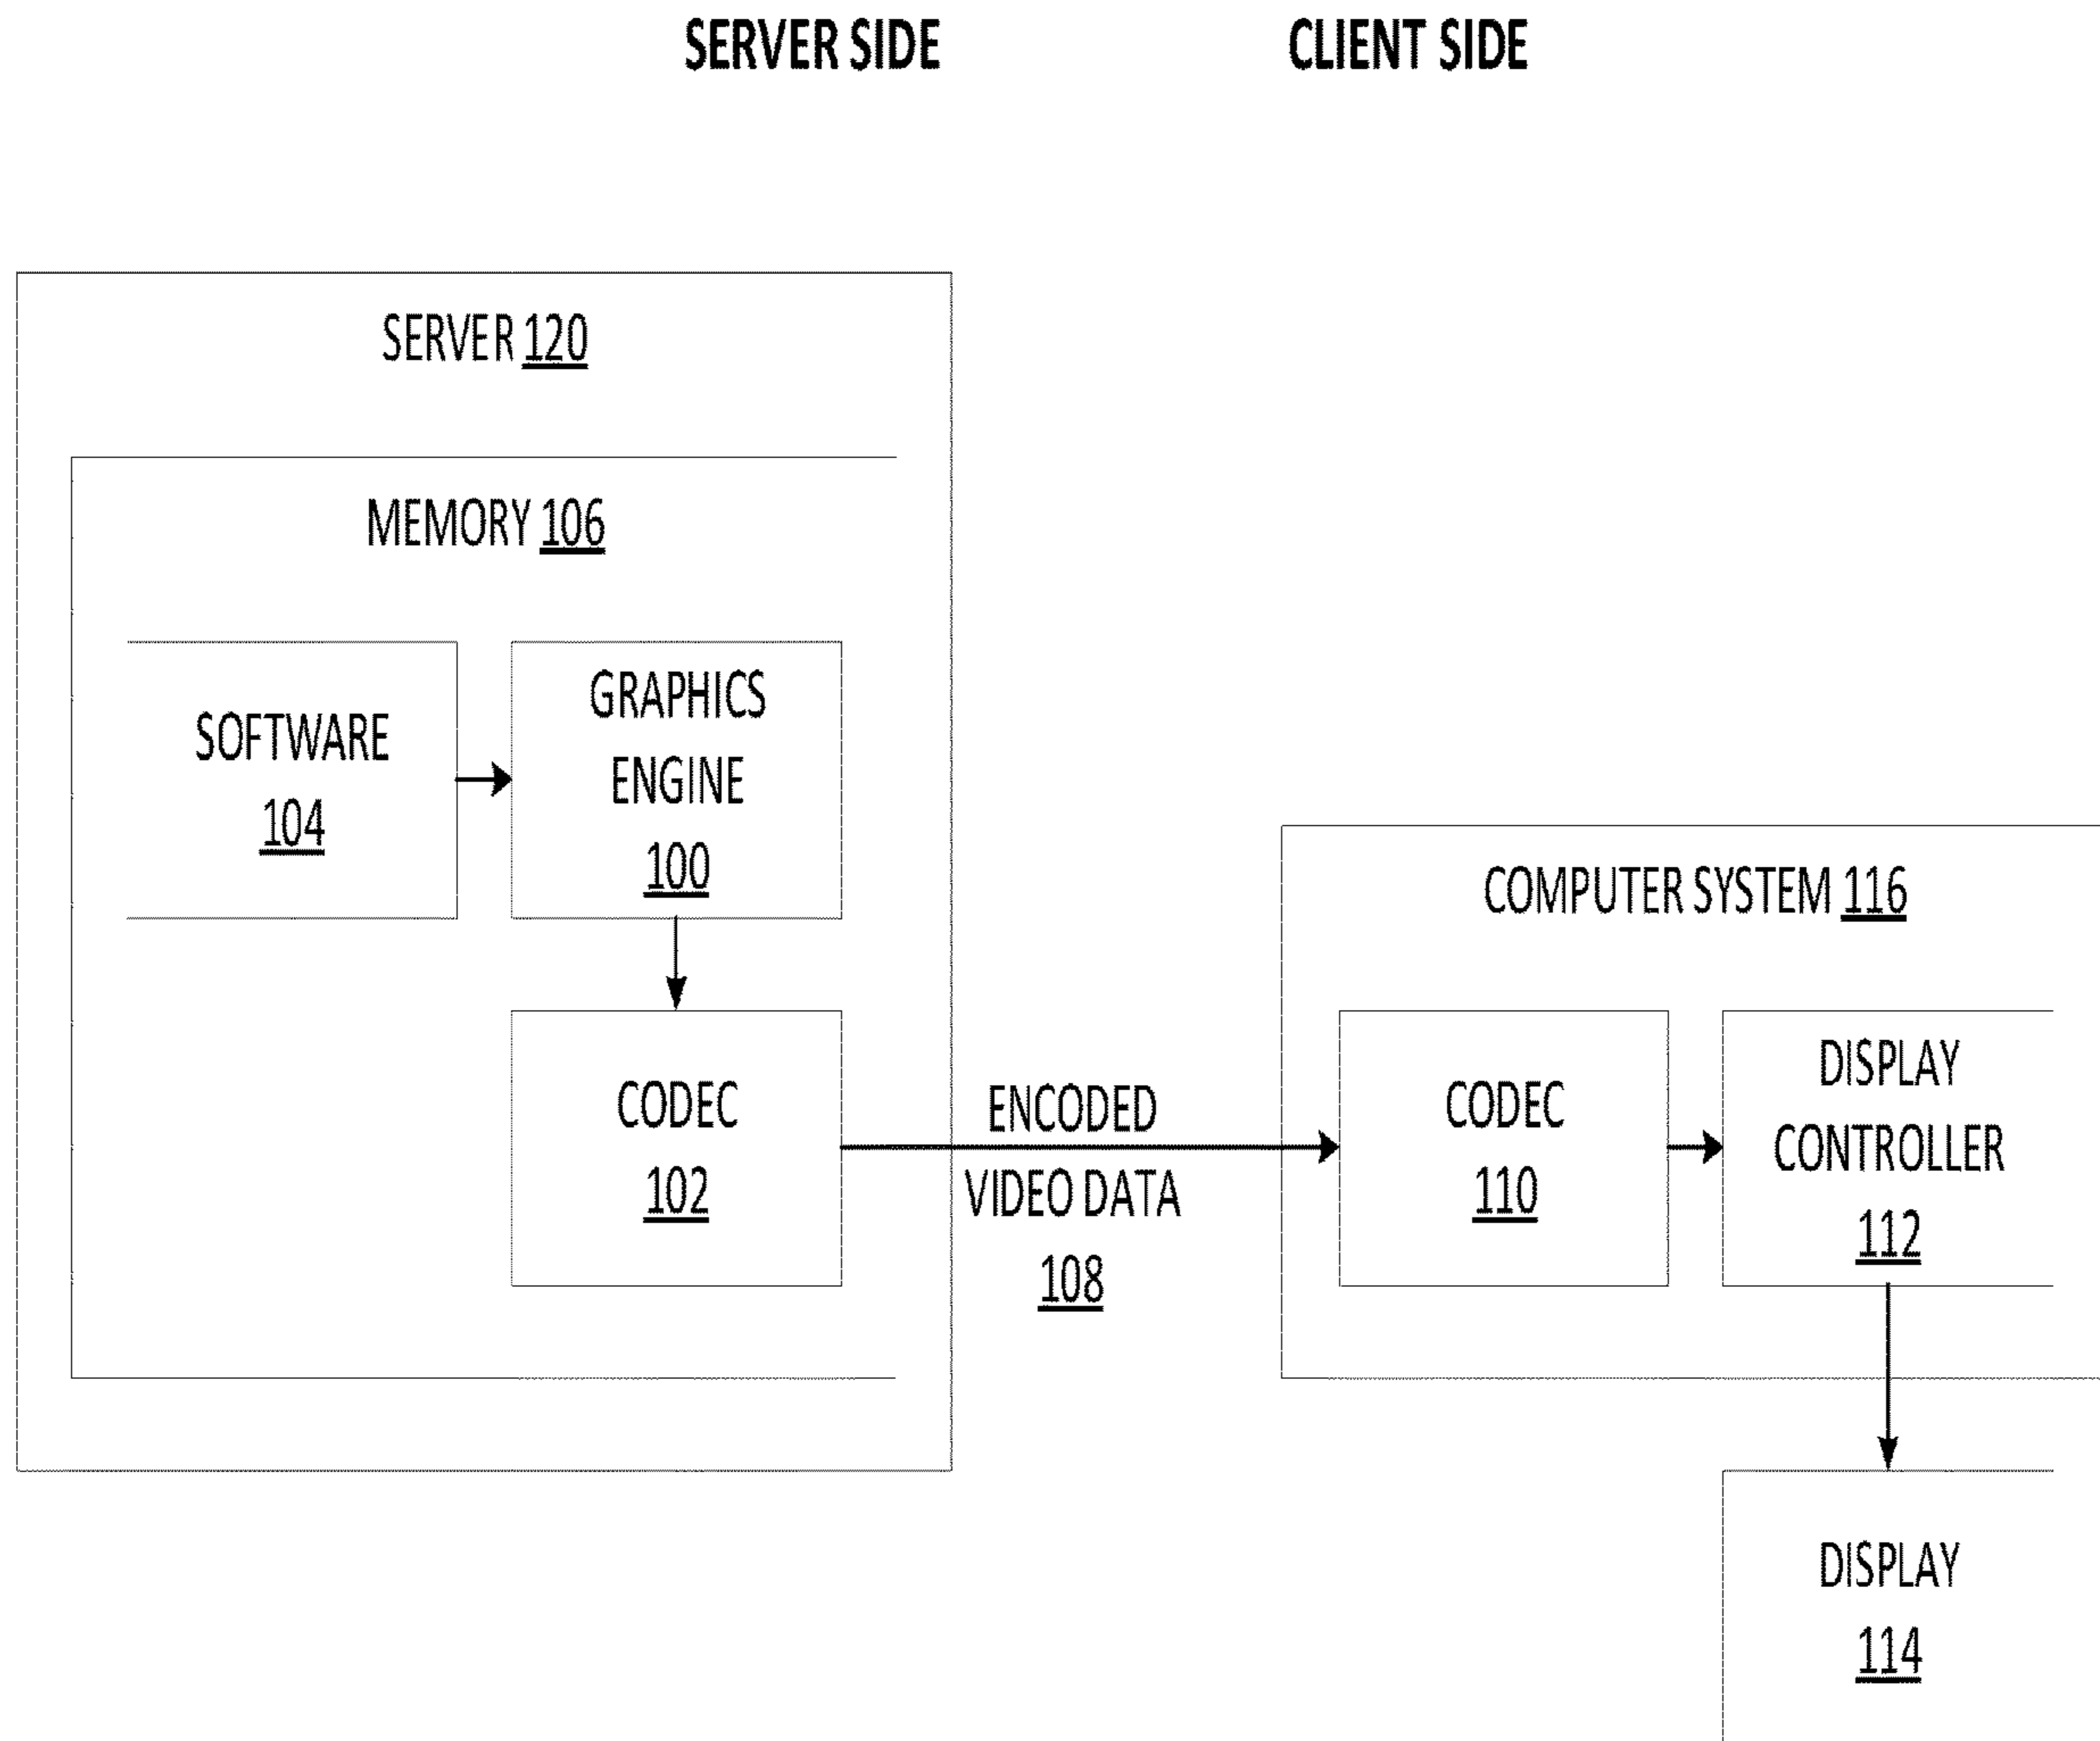 SERVER SIDE
CLIENT SIDE
SERVER 120
MEMORY 106
SOFTWARE
104
GRAPHICS
ENGINE
100
CODEC
102
ENCODED
VIDEO DATA
108
COMPUTER SYSTEM 116
CODEC
110
DISPLAY
CONTROLLER
112
DISPLAY
114